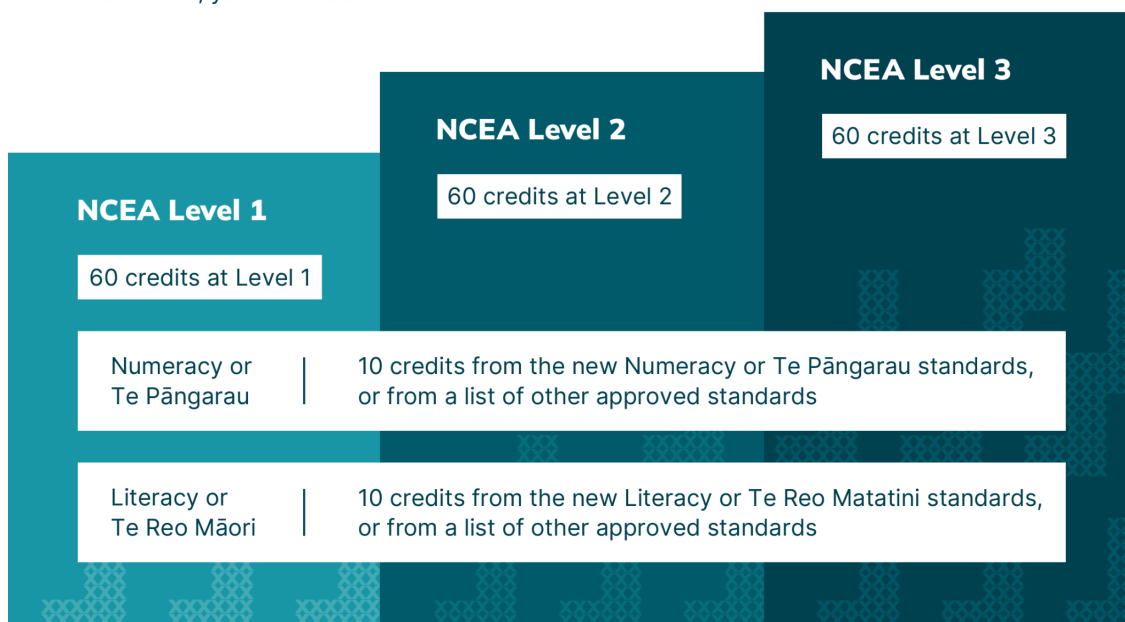 NCEA Level 3
60 credits at Level 3
NCEA Level 2
60 credits at Level 2
NCEA Level 1
60 credits at Level 1
Numeracy or
Te Pāngarau
10 credits from the new Numeracy or Te Pāngarau standards,
or from a list of other approved standards
Literacy or
Te Reo Māori
10 credits from the new Literacy or Te Reo Matatini standards,
or from a list of other approved standards